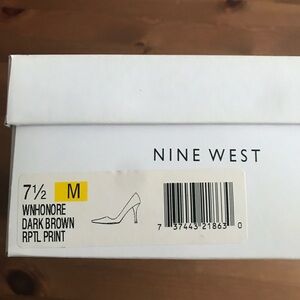 NINE WEST
7½ M
WNHONORE
DARK BROWN
RPTL PRINT
7 37443 21863 0